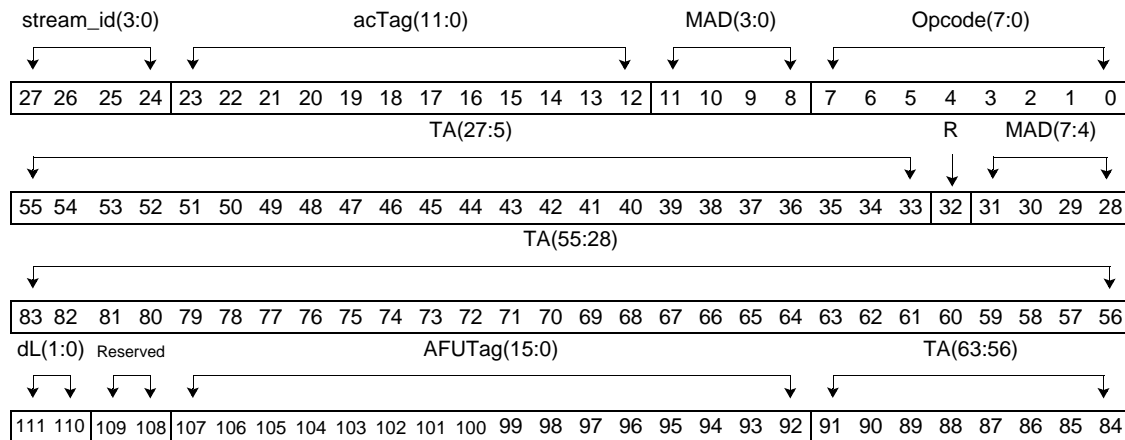 stream_id(3:0) acTag(11:0) MAD(3:0) Opcode(7:0)
27 26 25 24 23 22 21 20 19 18 17 16 15 14 13 12 11 10 9 8 7 6 5 4 3 2 1 0
TA(27:5) R MAD(7:4)
55 54 53 52 51 50 49 48 47 46 45 44 43 42 41 40 39 38 37 36 35 34 33 32 31 30 29 28
TA(55:28)
83 82 81 80 79 78 77 76 75 74 73 72 71 70 69 68 67 66 65 64 63 62 61 60 59 58 57 56
dL(1:0) Reserved AFUTag(15:0) TA(63:56)
111 110 109 108 107 106 105 104 103 102 101 100 99 98 97 96 95 94 93 92 91 90 89 88 87 86 85 84